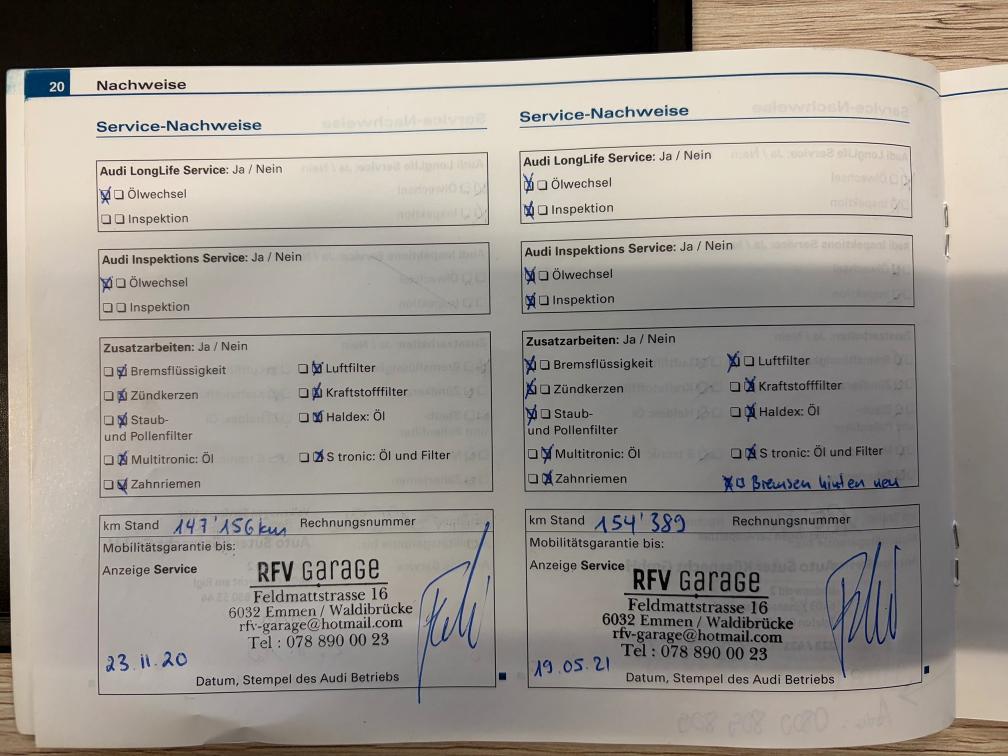 20 Nachweise
Service-Nachweise
Audi LongLife Service: Ja / Nein
Ölwechsel
Inspektion
Audi Inspektions Service: Ja / Nein
Ölwechsel
Inspektion
Zusatzarbeiten: Ja / Nein
Bremsflüssigkeit
Luftfilter
Zündkerzen
Kraftstofffilter
Staub-
und Pollenfilter
Haldex: Öl
Multitronic: Öl
S tronic: Öl und Filter
Zahnriemen
km Stand 147'156km Rechnungsnummer
Mobilitätsgarantie bis:
Anzeige Service
RFV GARAGE
Feldmattstrasse 16
6032 Emmen / Waldibrücke
rfv-garage@hotmail.com
Tel : 078 890 00 23
23.11.20
Datum, Stempel des Audi Betriebs
Service-Nachweise
Audi LongLife Service: Ja / Nein
Ölwechsel
Inspektion
Audi Inspektions Service: Ja / Nein
Ölwechsel
Inspektion
Zusatzarbeiten: Ja / Nein
Bremsflüssigkeit
Luftfilter
Zündkerzen
Kraftstofffilter
Staub-
und Pollenfilter
Haldex: Öl
Multitronic: Öl
S tronic: Öl und Filter
Zahnriemen
Bremsen hinten neu
km Stand 154'389 Rechnungsnummer
Mobilitätsgarantie bis:
Anzeige Service
RFV GARAGE
Feldmattstrasse 16
6032 Emmen / Waldibrücke
rfv-garage@hotmail.com
Tel : 078 890 00 23
19.05.21
Datum, Stempel des Audi Betriebs